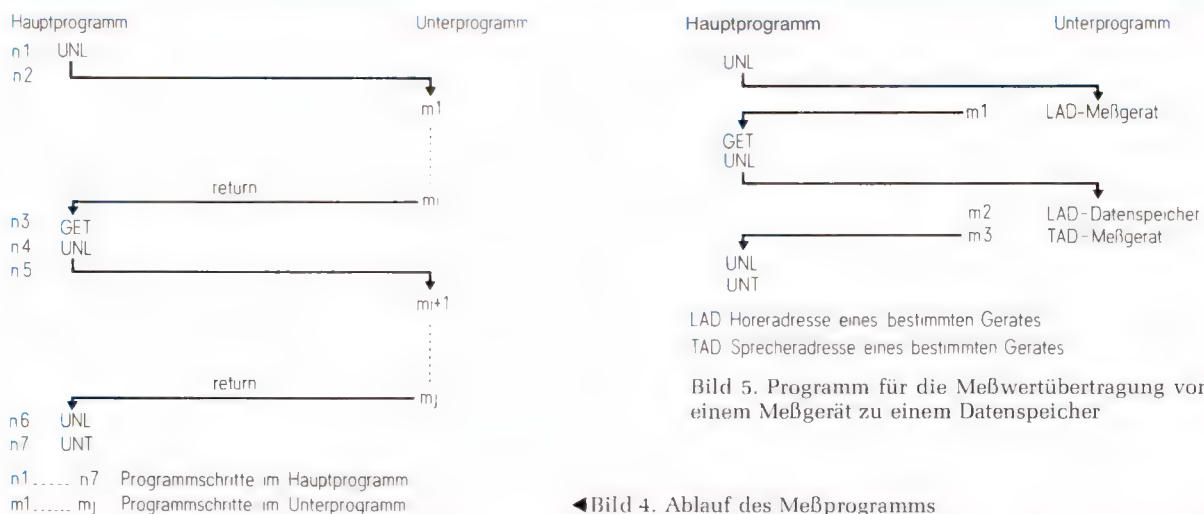 Hauptprogramm Unterprogramm
n1 UNL
n2
m1
return mi
n3 GET
n4 UNL
n5
mi+1
return mj
n6 UNL
n7 UNT
n1 ..... n7 Programmschritte im Hauptprogramm
m1 ...... mj Programmschritte im Unterprogramm
◄Bild 4. Ablauf des Meßprogramms
Hauptprogramm Unterprogramm
UNL
m1 LAD-Meßgerat
GET
UNL
m2 LAD-Datenspeicher
m3 TAD-Meßgerat
UNL
UNT
LAD Horeradresse eines bestimmten Gerates
TAD Sprecheradresse eines bestimmten Gerates
Bild 5. Programm für die Meßwertübertragung von
einem Meßgerät zu einem Datenspeicher